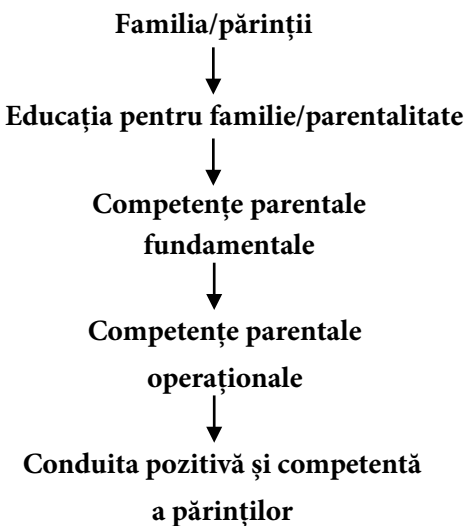 Familia/părinții
Educația pentru familie/parentalitate
Competențe parentale
fundamentale
Competențe parentale
operaționale
Conduita pozitivă și competentă
a părinților